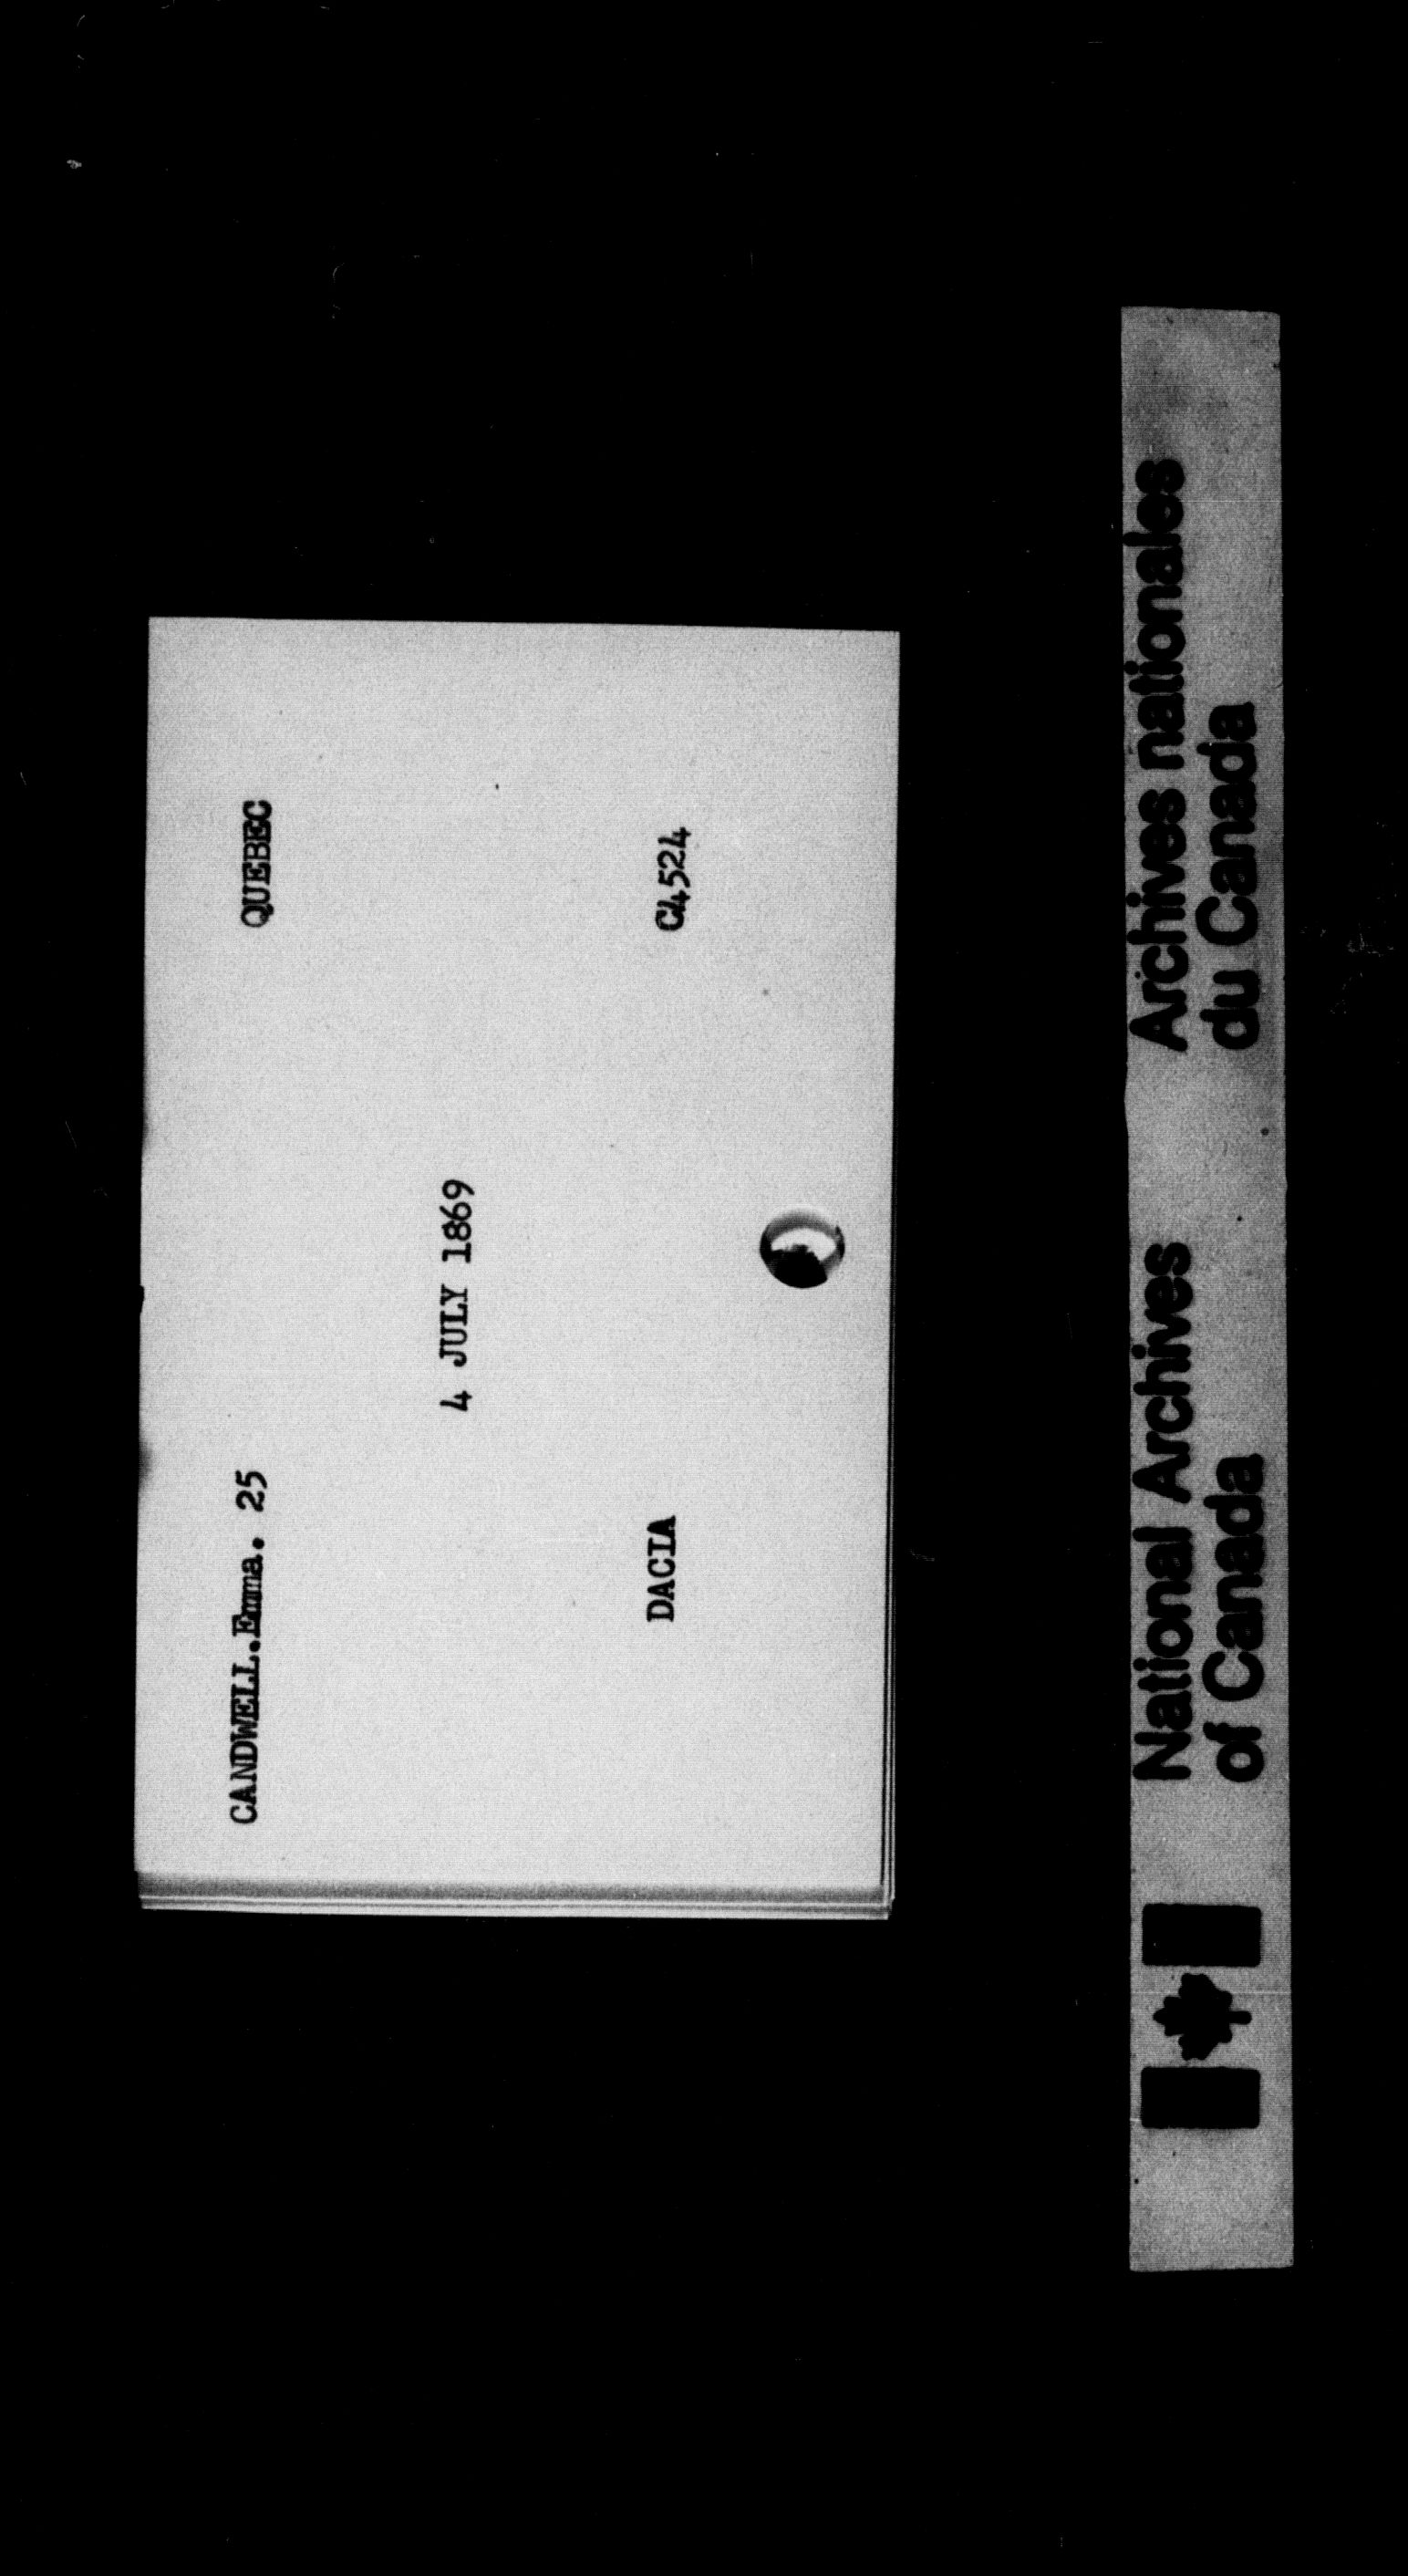 CANDWELL.Emma. 25 QUEBEC
4 JULY 1869
DACIA C4524
National Archives Archives nationales
of Canada du Canada